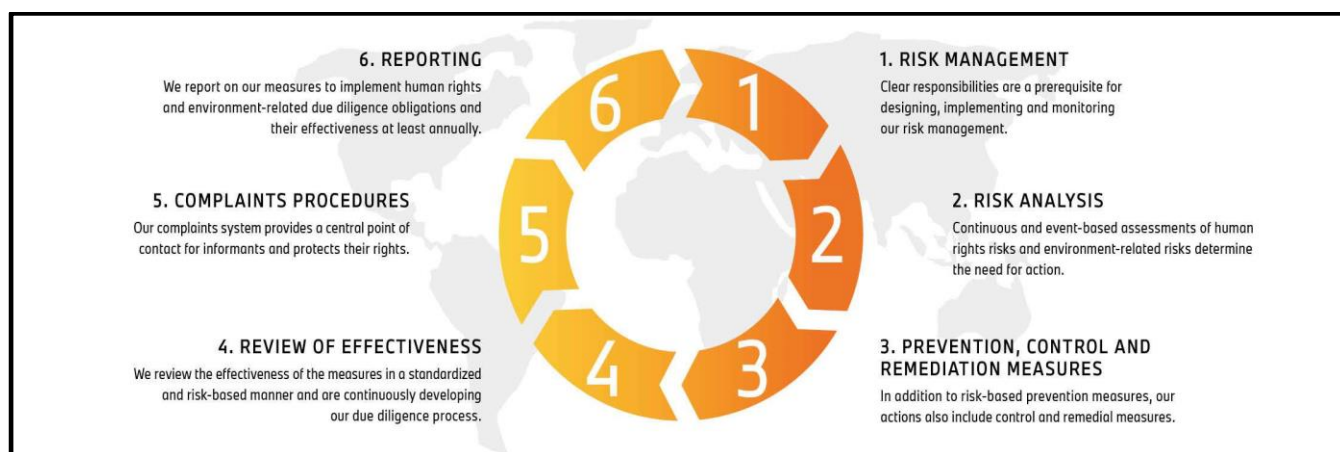 1. RISK MANAGEMENT
Clear responsibilities are a prerequisite for
designing, implementing and monitoring
our risk management.
2. RISK ANALYSIS
Continuous and event-based assessments of human
rights risks and environment-related risks determine
the need for action.
3. PREVENTION, CONTROL AND
REMEDIATION MEASURES
In addition to risk-based prevention measures, our
actions also include control and remedial measures.
4. REVIEW OF EFFECTIVENESS
We review the effectiveness of the measures in a standardized
and risk-based manner and are continuously developing
our due diligence process.
5. COMPLAINTS PROCEDURES
Our complaints system provides a central point of
contact for informants and protects their rights.
6. REPORTING
We report on our measures to implement human rights
and environment-related due diligence obligations and
their effectiveness at least annually.
1
2
3
4
5
6